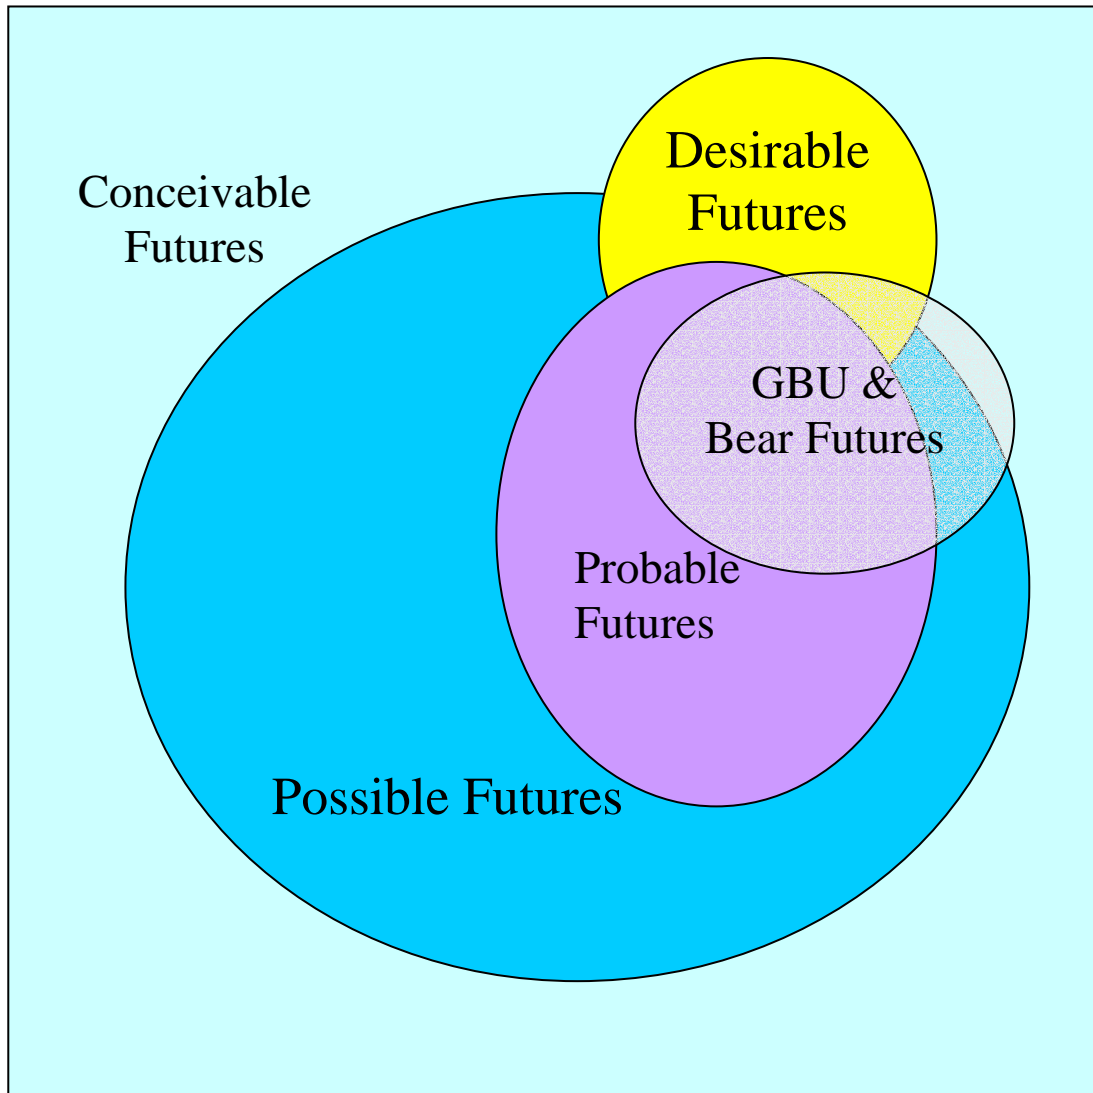 Desirable
Futures
Conceivable
Futures
GBU &
Bear Futures
Probable
Futures
Possible Futures